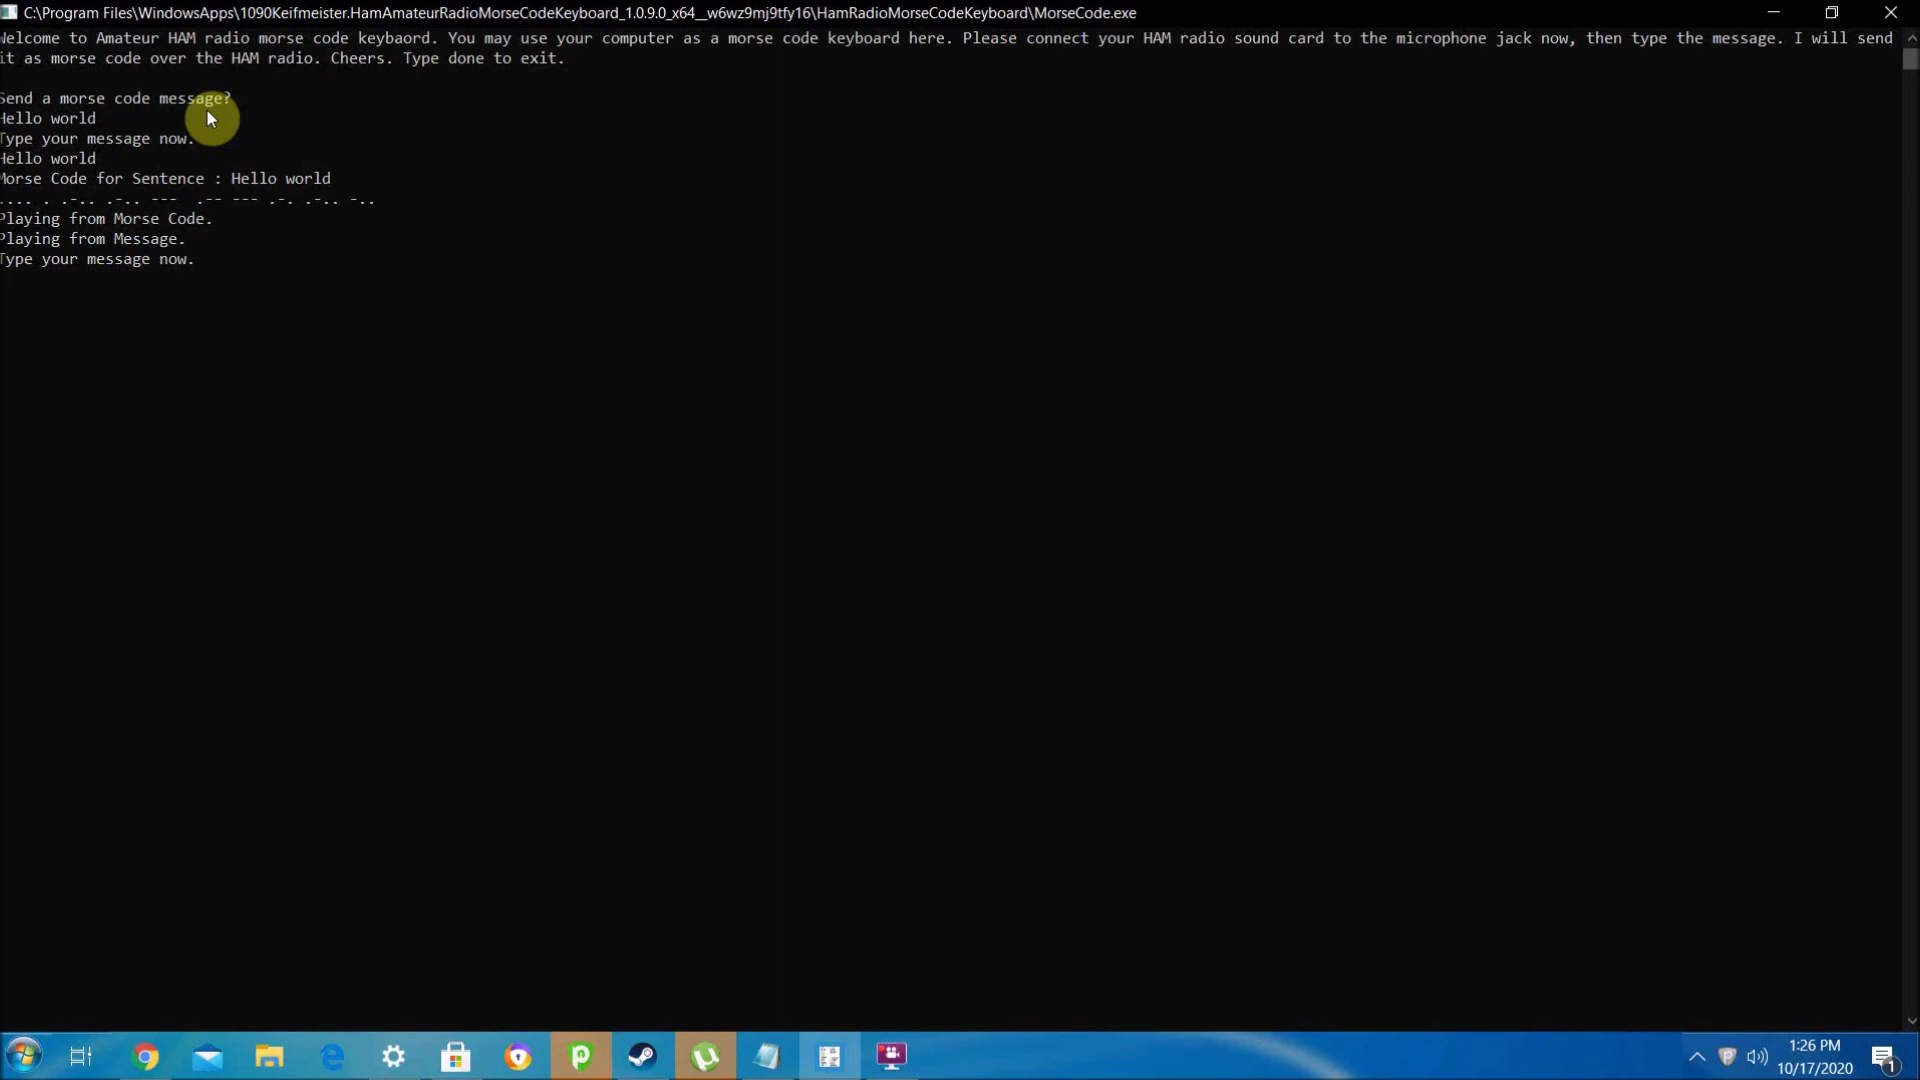 C:\Program Files\WindowsApps\1090Keifmeister.HamAmateurRadioMorseCodeKeyboard_1.0.9.0_x64__w6wz9mj9tfy16\HamRadioMorseCodeKeyboard\MorseCode.exe
Welcome to Amateur HAM radio morse code keybaord. You may use your computer as a morse code keyboard here. Please connect your HAM radio sound card to the microphone jack now, then type the message. I will send
it as morse code over the HAM radio. Cheers. Type done to exit.
Send a morse code message?
Hello world
Type your message now.
Hello world
Morse Code for Sentence : Hello world
.... . .-.. .-.. ---  .-- --- .-. .-.. -..
Playing from Morse Code.
Playing from Message.
Type your message now.
1:26 PM
10/17/2020
1